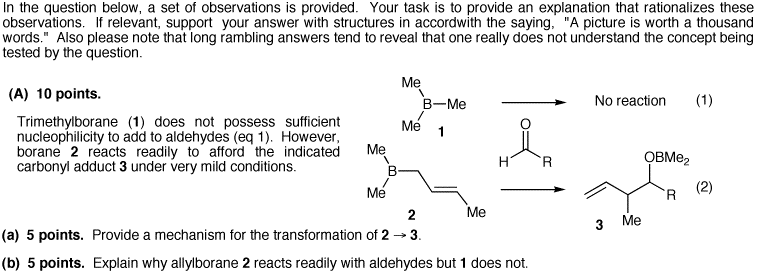 In the question below, a set of observations is provided. Your task is to provide an explanation that rationalizes these
observations. If relevant, support your answer with structures in accordwith the saying, "A picture is worth a thousand
words." Also please note that long rambling answers tend to reveal that one really does not understand the concept being
tested by the question.
(A) 10 points.
Trimethylborane (1) does not possess sufficient
nucleophilicity to add to aldehydes (eq 1). However,
borane 2 reacts readily to afford the indicated
carbonyl adduct 3 under very mild conditions.
Me
B Me
Me
1
No reaction (1)
O
H R
Me
B
Me
Me
2
OBMe2
R
Me
3
(2)
(a) 5 points. Provide a mechanism for the transformation of 2 → 3.
(b) 5 points. Explain why allylborane 2 reacts readily with aldehydes but 1 does not.